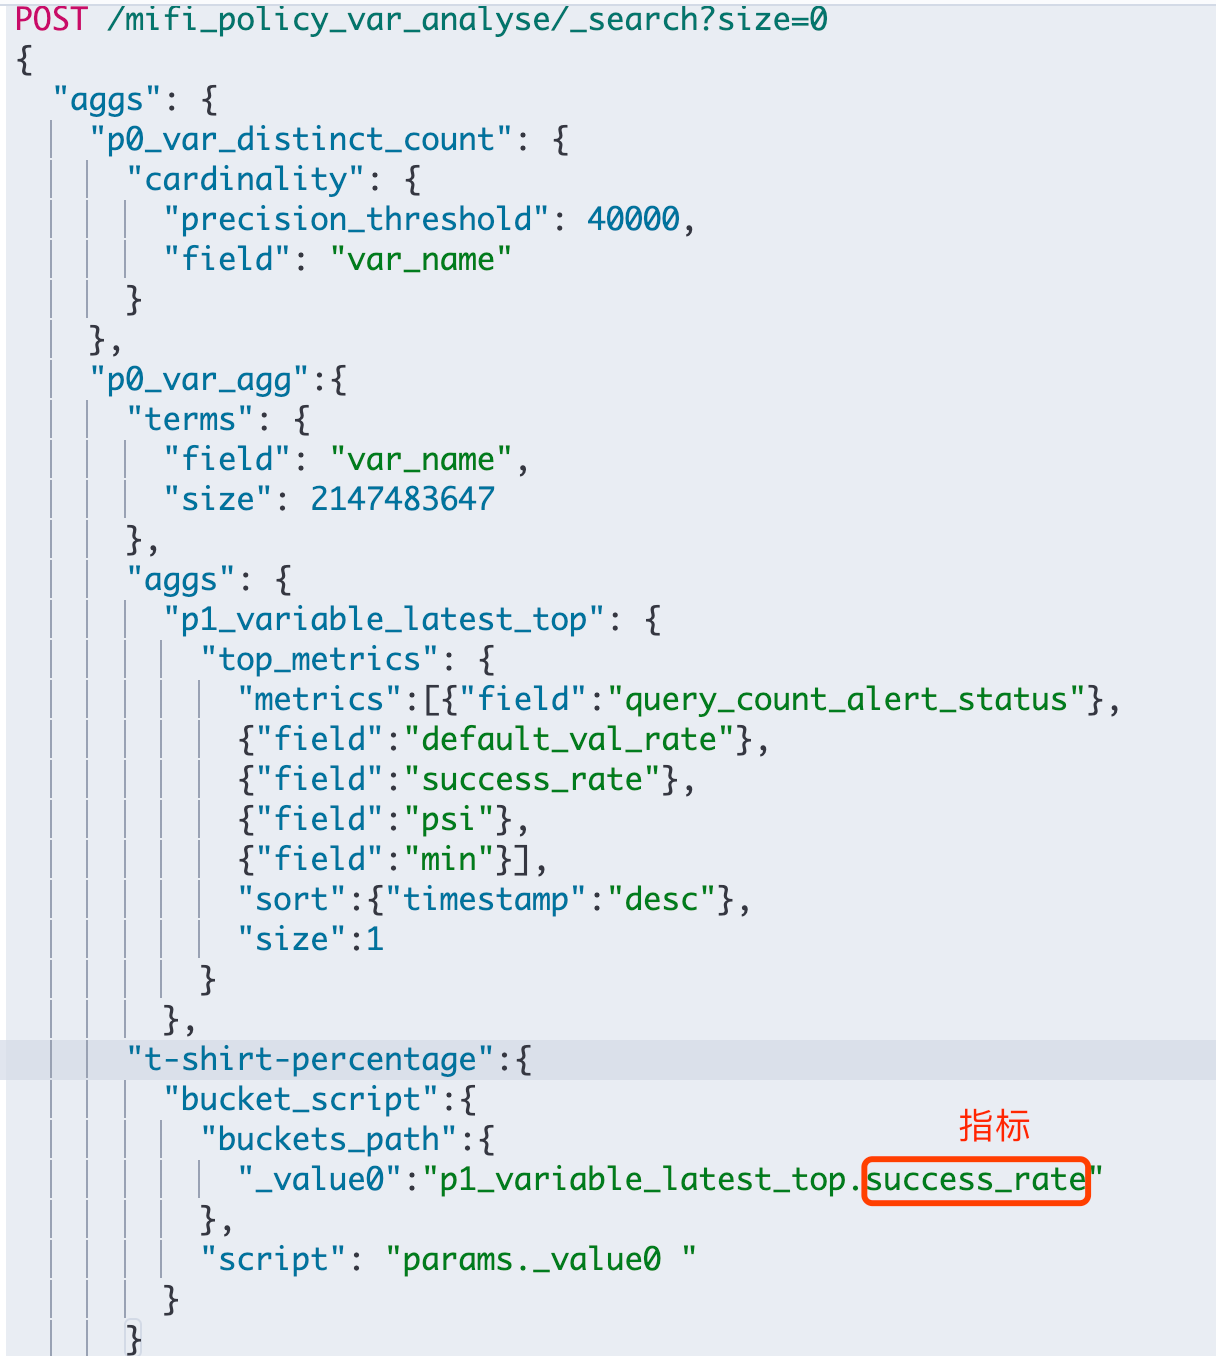 POST /mifi_policy_var_analyse/_search?size=0
{
  "aggs": {
    "p0_var_distinct_count": {
      "cardinality": {
        "precision_threshold": 40000,
        "field": "var_name"
      }
    },
    "p0_var_agg":{
      "terms": {
        "field": "var_name",
        "size": 2147483647
      },
      "aggs": {
        "p1_variable_latest_top": {
          "top_metrics": {
            "metrics":[{"field":"query_count_alert_status"},
            {"field":"default_val_rate"},
            {"field":"success_rate"},
            {"field":"psi"},
            {"field":"min"}],
            "sort":{"timestamp":"desc"},
            "size":1
          }
        },
      "t-shirt-percentage":{
        "bucket_script":{
指标
          "buckets_path":{
            "_value0":"p1_variable_latest_top.success_rate"
          },
          "script": "params._value0 "
        }
      }